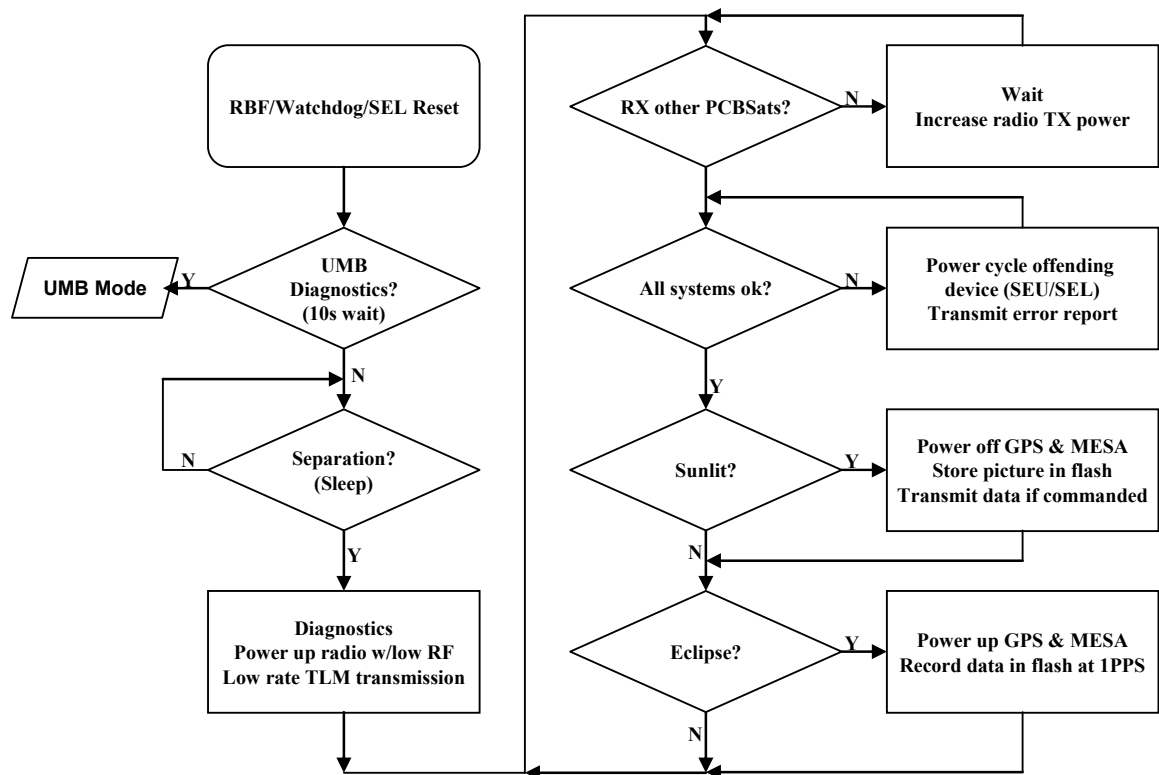 RBF/Watchdog/SEL Reset
UMB
Diagnostics?
(10s wait)
Y
UMB Mode
N
Separation?
(Sleep)
N
Y
Diagnostics
Power up radio w/low RF
Low rate TLM transmission
RX other PCBSats?
N
Wait
Increase radio TX power
All systems ok?
N
Power cycle offending
device (SEU/SEL)
Transmit error report
Y
Sunlit?
Y
Power off GPS & MESA
Store picture in flash
Transmit data if commanded
N
Eclipse?
Y
Power up GPS & MESA
Record data in flash at 1PPS
N